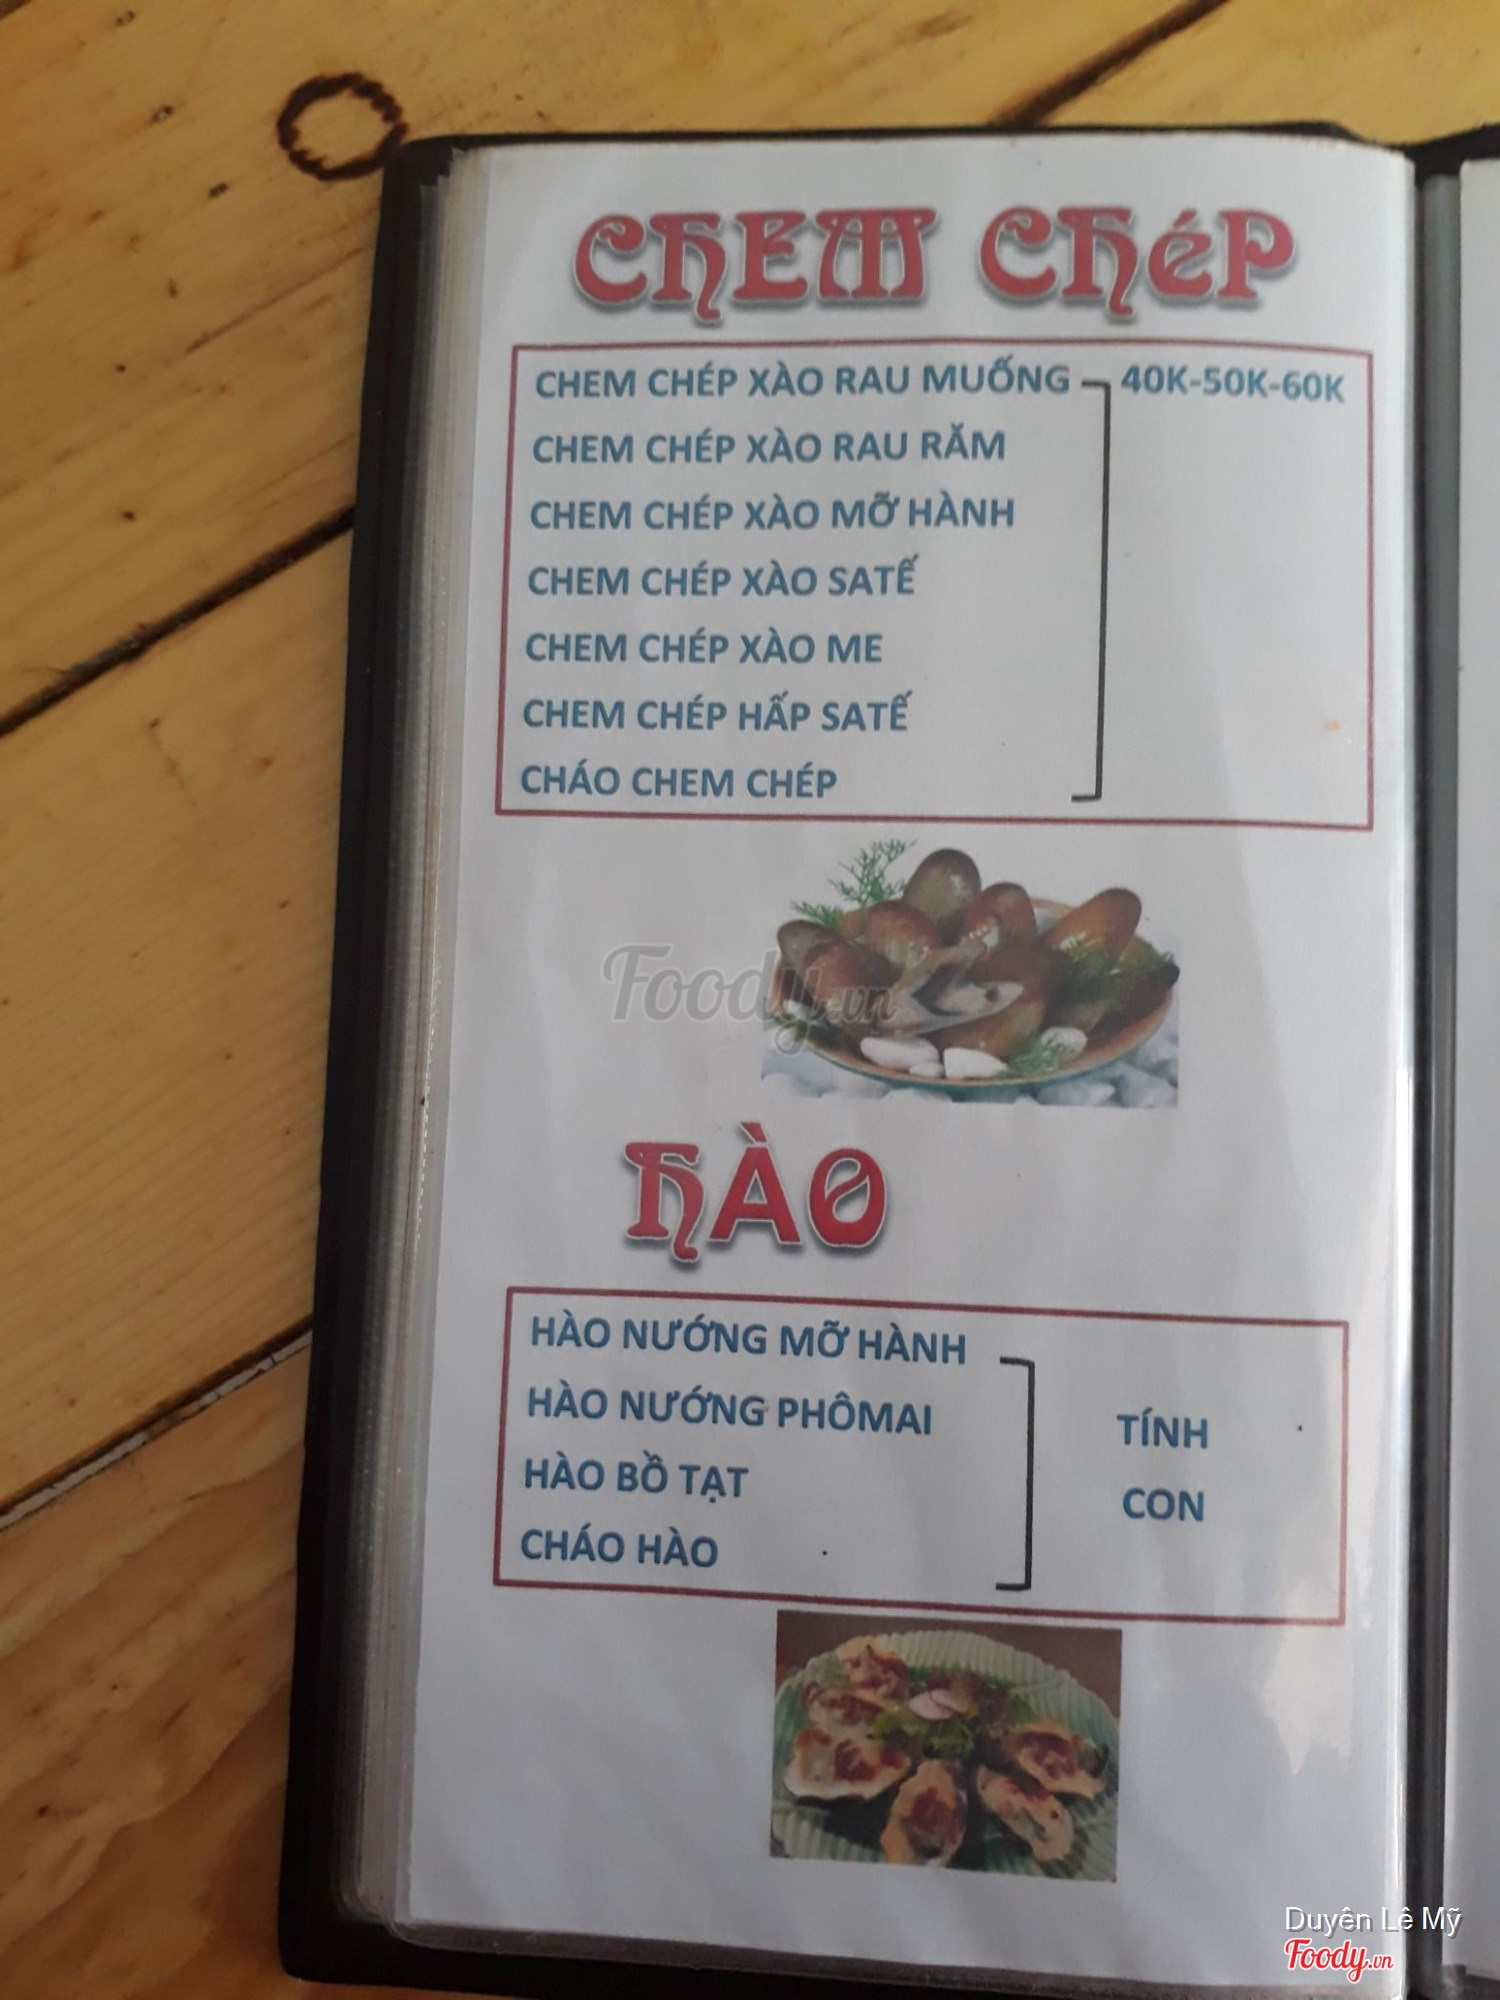 CHEM CHÉP
CHEM CHÉP XÀO RAU MUỐNG 40K-50K-60K
CHEM CHÉP XÀO RAU RĂM
CHEM CHÉP XÀO MỠ HÀNH
CHEM CHÉP XÀO SATẾ
CHEM CHÉP XÀO ME
CHEM CHÉP HẤP SATẾ
CHÁO CHEM CHÉP
Foody.vn
HÀO
HÀO NƯỚNG MỠ HÀNH
HÀO NƯỚNG PHÔMAI
TÍNH
HÀO BỒ TẠT
CON
CHÁO HÀO
Duyên Lê Mỹ
Foody.vn